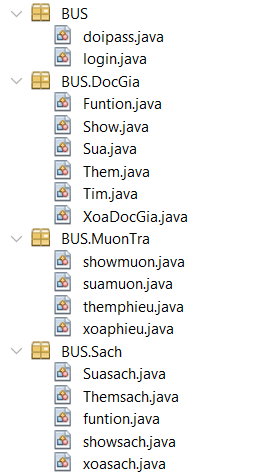 BUS
doipass.java
login.java
BUS.DocGia
Funtion.java
Show.java
Sua.java
Them.java
Tim.java
XoaDocGia.java
BUS.MuonTra
showmuon.java
suamuon.java
themphieu.java
xoaphieu.java
BUS.Sach
Suasach.java
Themsach.java
funtion.java
showsach.java
xoasach.java